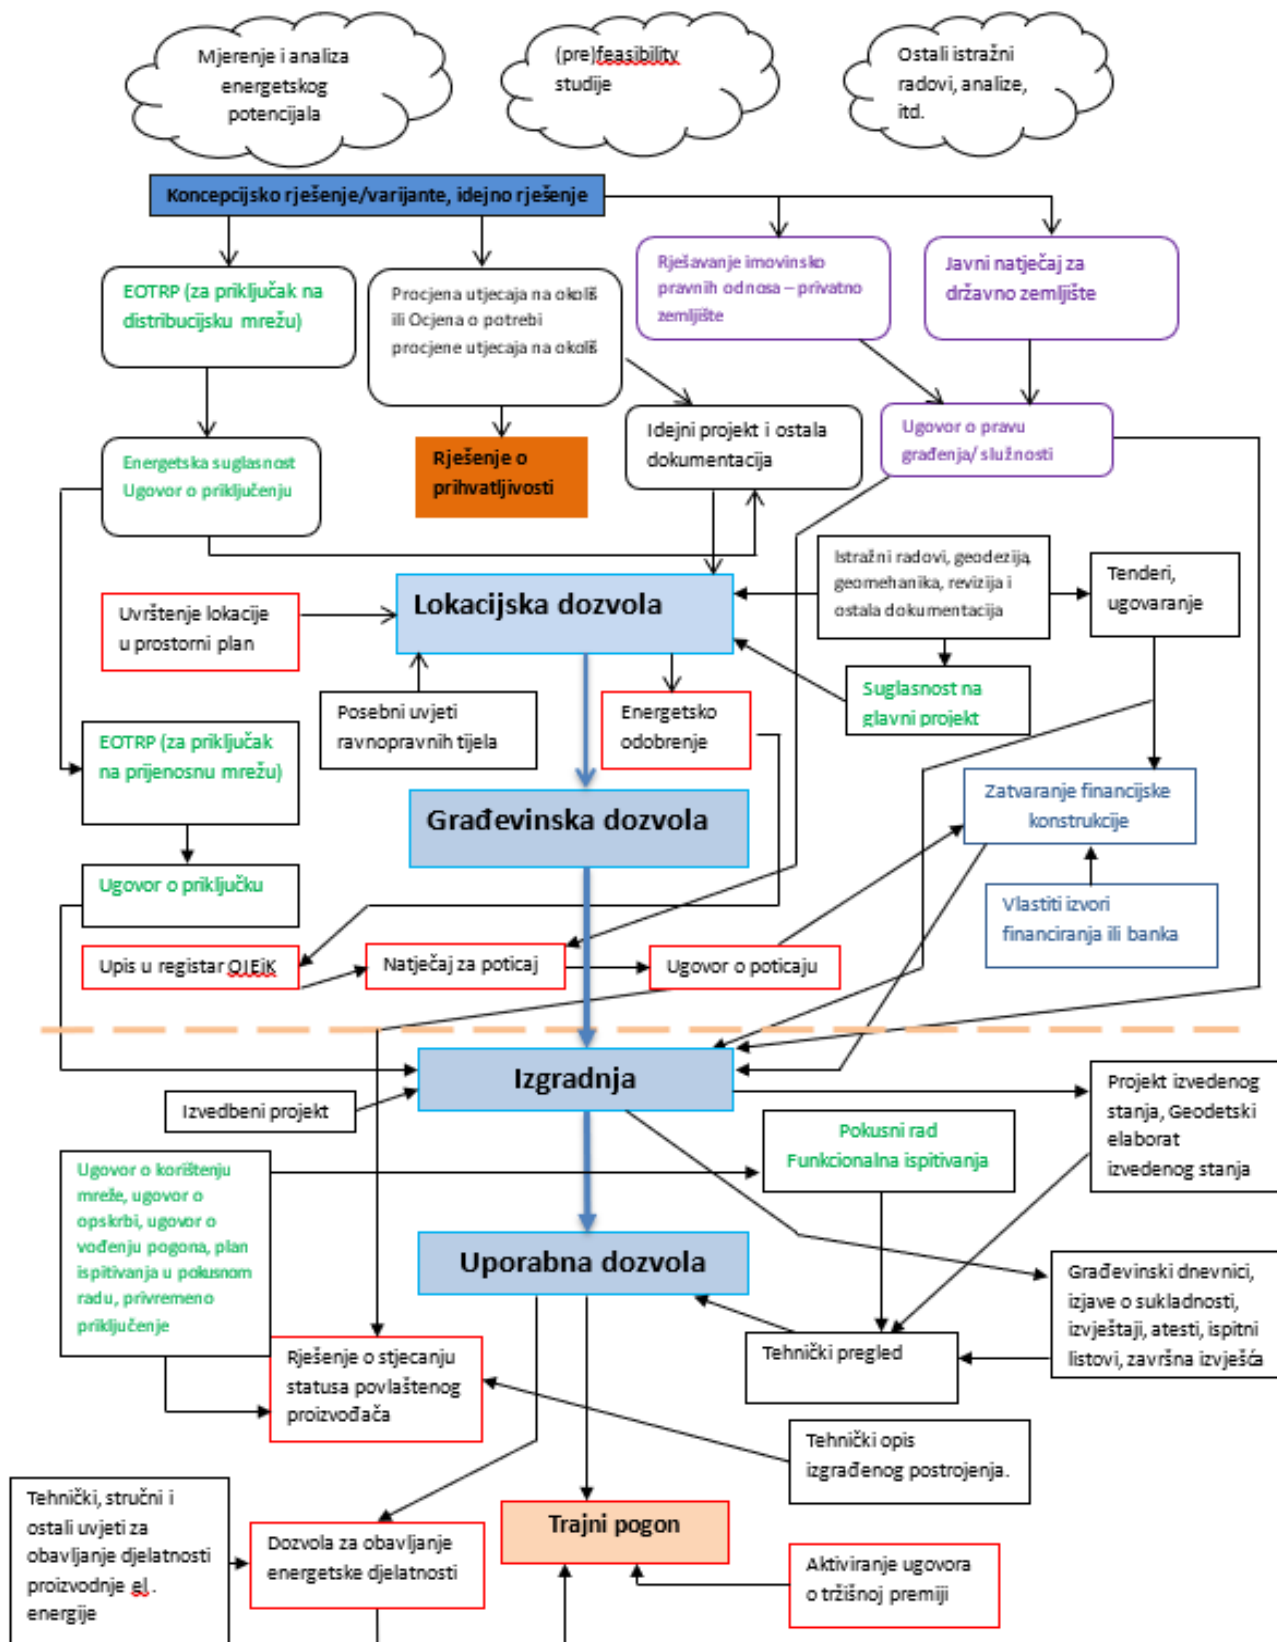 Mjerenje i analiza
energetskog
potencijala
(pre)feasibility
studije
Ostali istražni
radovi, analize,
itd.
Koncepcijsko rješenje/varijante, idejno rješenje
EOTRP (za priključak na
distribucijsku mrežu)
Procjena utjecaja na okoliš
ili Ocjena o potrebi
procjene utjecaja na okoliš
Rješavanje imovinsko
pravnih odnosa – privatno
zemljište
Javni natječaj za
državno zemljište
Energetska suglasnost
Ugovor o priključenju
Rješenje o
prihvatljivosti
Idejni projekt i ostala
dokumentacija
Ugovor o pravu
građenja/ služnosti
Uvrštenje lokacije
u prostorni plan
Lokacijska dozvola
Istražni radovi, geodezija,
geomehanika, revizija i
ostala dokumentacija
Tenderi,
ugovaranje
Posebni uvjeti
ravnopravnih tijela
Energetsko
odobrenje
Suglasnost na
glavni projekt
EOTRP (za priključak
na prijenosnu mrežu)
Građevinska dozvola
Zatvaranje financijske
konstrukcije
Ugovor o priključku
Vlastiti izvori
financiranja ili banka
Upis u registar OIEiK
Natječaj za poticaj
Ugovor o poticaju
Izgradnja
Izvedbeni projekt
Projekt izvedenog
stanja, Geodetski
elaborat
izvedenog stanja
Pokusni rad
Funkcionalna ispitivanja
Ugovor o korištenju
mreže, ugovor o
opskrbi, ugovor o
vođenju pogona, plan
ispitivanja u pokusnom
radu, privremeno
priključenje
Uporabna dozvola
Građevinski dnevnici,
izjave o sukladnosti,
izvještaji, atesti, ispitni
listovi, završna izvješća
Rješenje o stjecanju
statusa povlaštenog
proizvođača
Tehnički pregled
Tehnički opis
izgrađenog postrojenja.
Tehnički, stručni i
ostali uvjeti za
obavljanje djelatnosti
proizvodnje el.
energije
Dozvola za obavljanje
energetske djelatnosti
Trajni pogon
Aktiviranje ugovora
o tržišnoj premiji